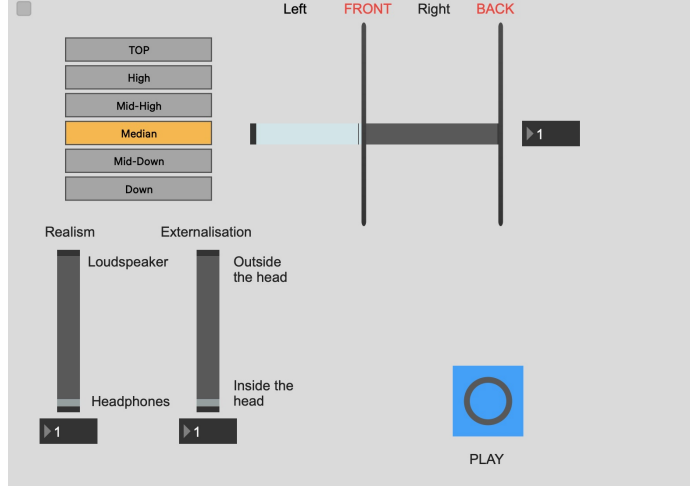 Left FRONT Right BACK
TOP
High
Mid-High
Median
1
Mid-Down
Down
Realism Externalisation
Loudspeaker
Outside
the head
Headphones
Inside the
head
1
1
PLAY